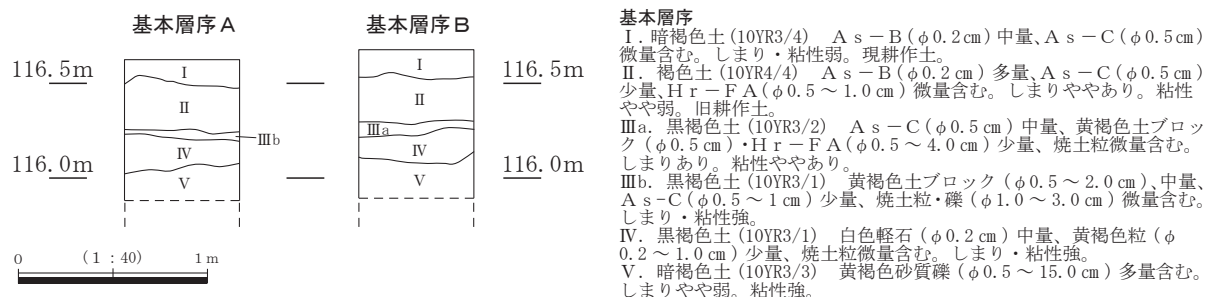 基本層序A
基本層序B
116.5m
116.5m
116.0m
116.0m
Ⅰ
Ⅱ
Ⅲb
Ⅳ
Ⅴ
Ⅰ
Ⅱ
Ⅲa
Ⅳ
Ⅴ
0 (1:40) 1m
基本層序
Ⅰ. 暗褐色土(10YR3/4) As-B(φ0.2㎝)中量、As-C(φ0.5㎝)
微量含む。しまり・粘性弱。現耕作土。
Ⅱ. 褐色土(10YR4/4) As-B(φ0.2㎝)多量、As-C(φ0.5㎝)
少量、Hr-FA(φ0.5～1.0㎝)微量含む。しまりややあり。粘性
やや弱。旧耕作土。
Ⅲa. 黒褐色土(10YR3/2) As-C(φ0.5㎝)中量、黄褐色土ブロッ
ク(φ0.5㎝)・Hr-FA(φ0.5～4.0㎝)少量、焼土粒微量含む。
しまりあり。粘性ややあり。
Ⅲb. 黒褐色土(10YR3/1) 黄褐色土ブロック(φ0.5～2.0㎝)、中量、
As-C(φ0.5～1㎝)少量、焼土粒・礫(φ1.0～3.0㎝)微量含む。
しまり・粘性強。
Ⅳ. 黒褐色土(10YR3/1) 白色軽石(φ0.2㎝)中量、黄褐色粒(φ
0.2～1.0㎝)少量、焼土粒微量含む。しまり・粘性強。
Ⅴ. 暗褐色土(10YR3/3) 黄褐色砂質礫(φ0.5～15.0㎝)多量含む。
しまりやや弱。粘性強。